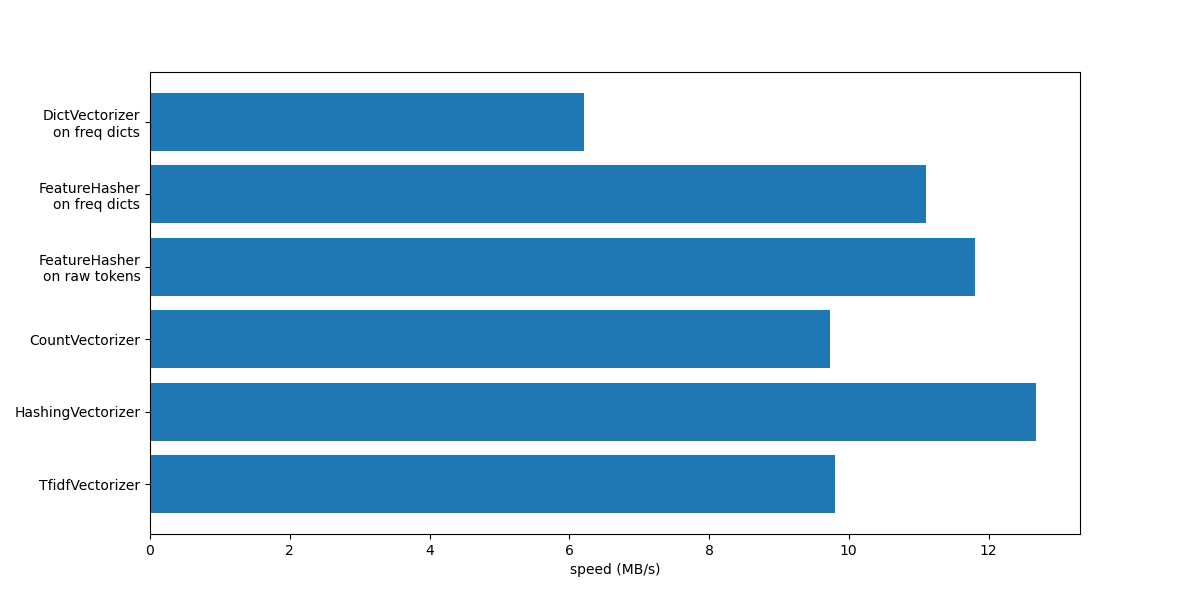 DictVectorizer
on freq dicts
FeatureHasher
on freq dicts
FeatureHasher
on raw tokens
CountVectorizer
HashingVectorizer
TfidfVectorizer
0 2 4 6 8 10 12
speed (MB/s)